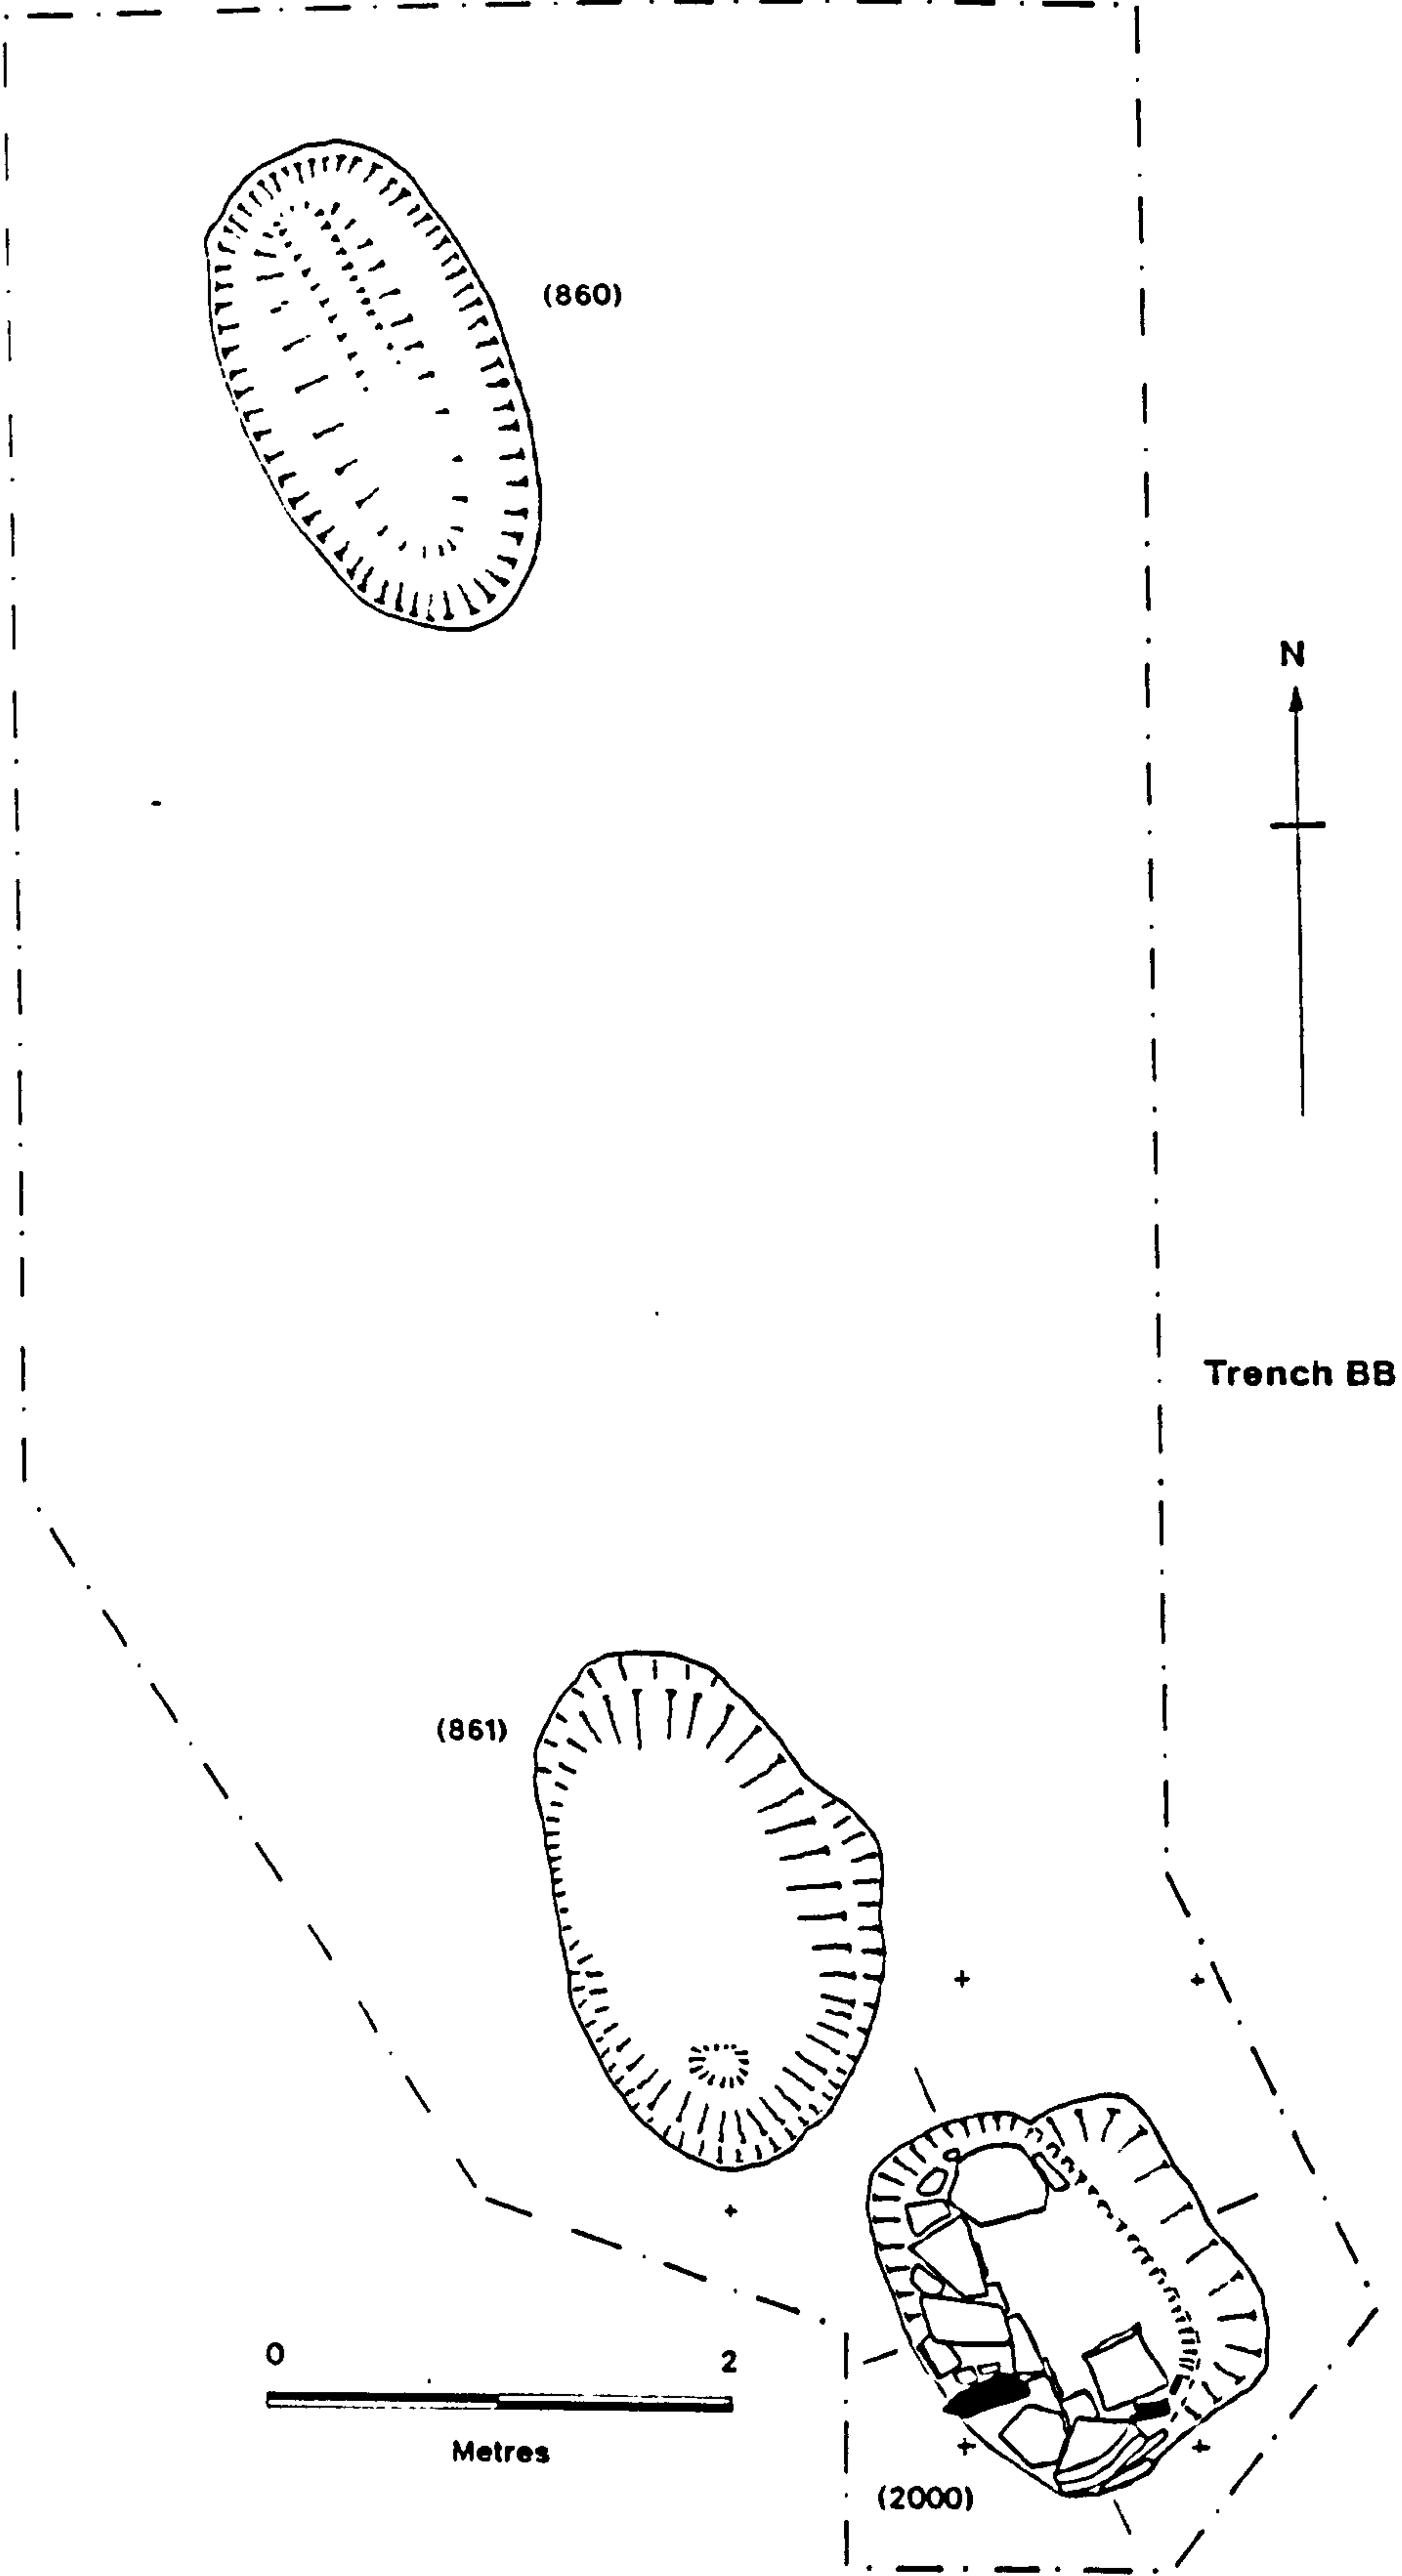 (860)
N
Trench BB
(861)
0 2
Metres
(2000)